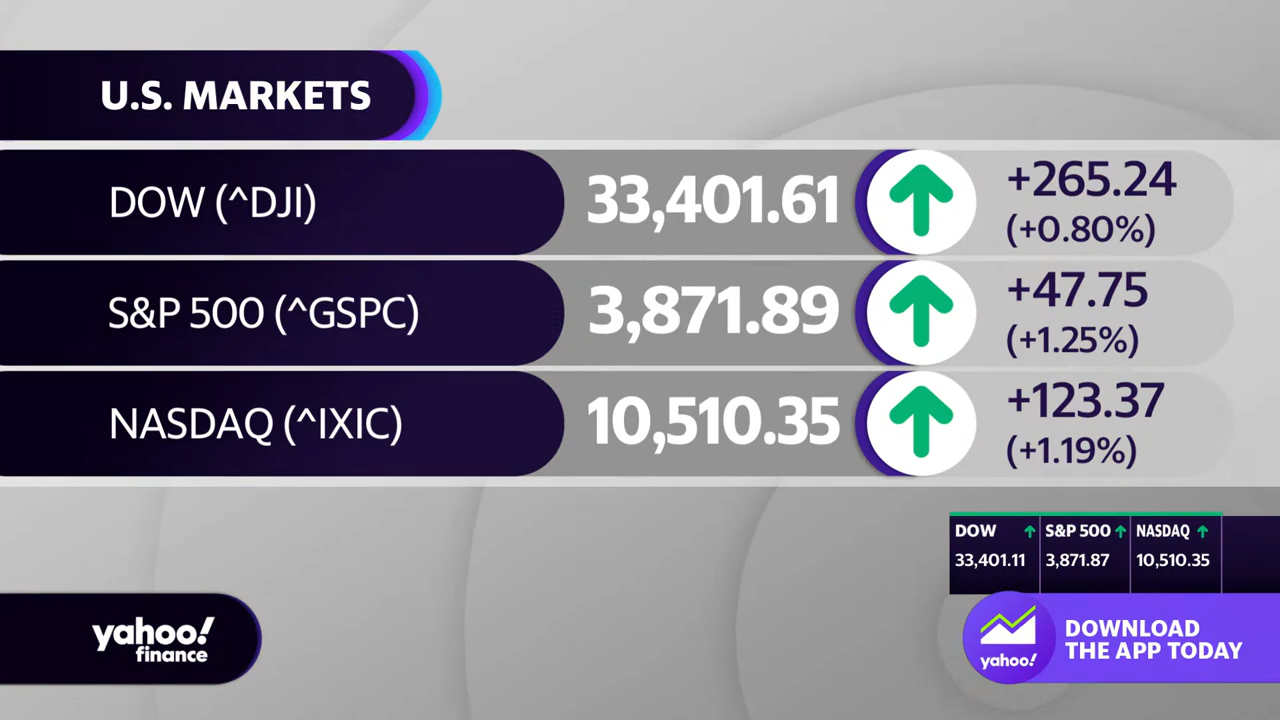 U.S. MARKETS
DOW (^DJI) 33,401.61 +265.24
(+0.80%)
S&P 500 (^GSPC) 3,871.89 +47.75
(+1.25%)
NASDAQ (^IXIC) 10,510.35 +123.37
(+1.19%)
DOW S&P 500 NASDAQ
33,401.11 3,871.87 10,510.35
yahoo!
finance
yahoo!
DOWNLOAD
THE APP TODAY